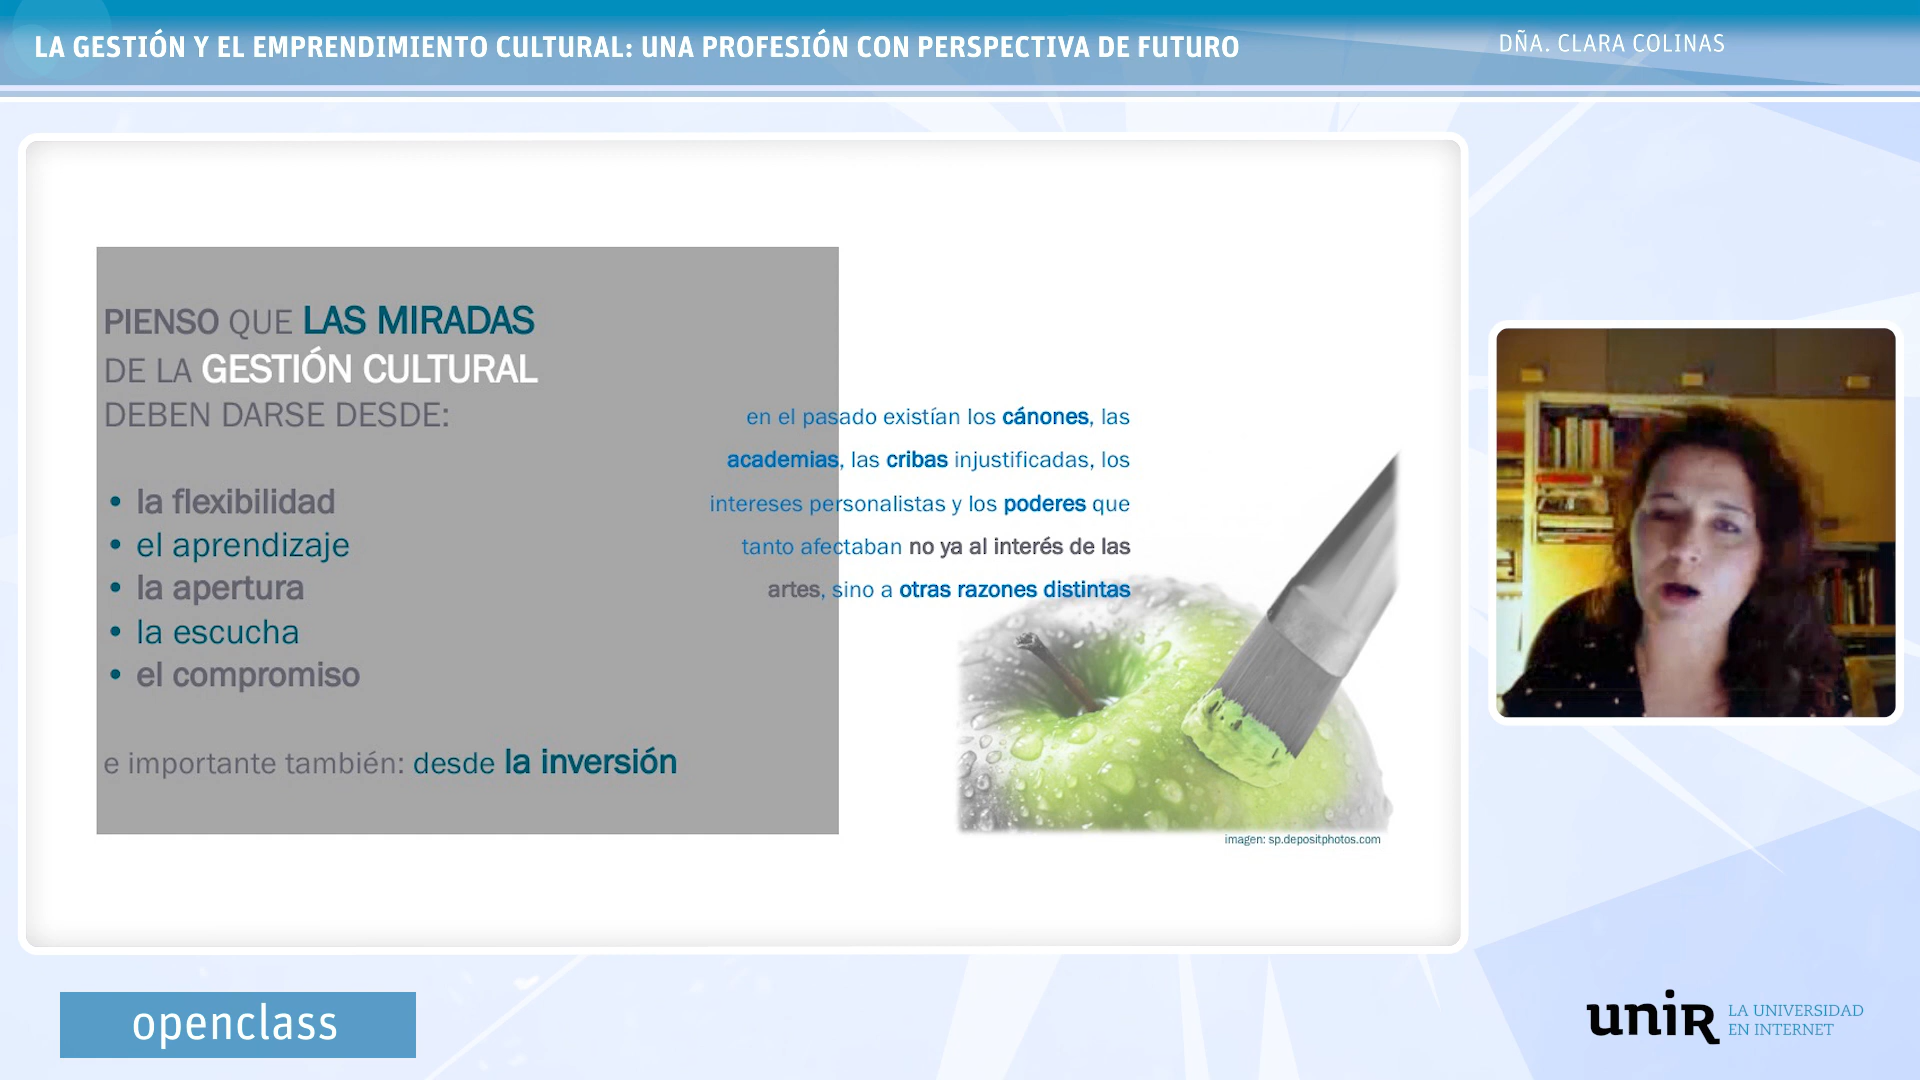 LA GESTIÓN Y EL EMPRENDIMIENTO CULTURAL: UNA PROFESIÓN CON PERSPECTIVA DE FUTURO
DÑA. CLARA COLINAS
PIENSO QUE LAS MIRADAS
DE LA GESTIÓN CULTURAL
DEBEN DARSE DESDE:
• la flexibilidad
• el aprendizaje
• la apertura
• la escucha
• el compromiso
e importante también: desde la inversión
en el pasado existían los cánones, las
academias, las cribas injustificadas, los
intereses personalistas y los poderes que
tanto afectaban no ya al interés de las
artes, sino a otras razones distintas
imagen: sp.depositphotos.com
openclass
unir
LA UNIVERSIDAD
EN INTERNET